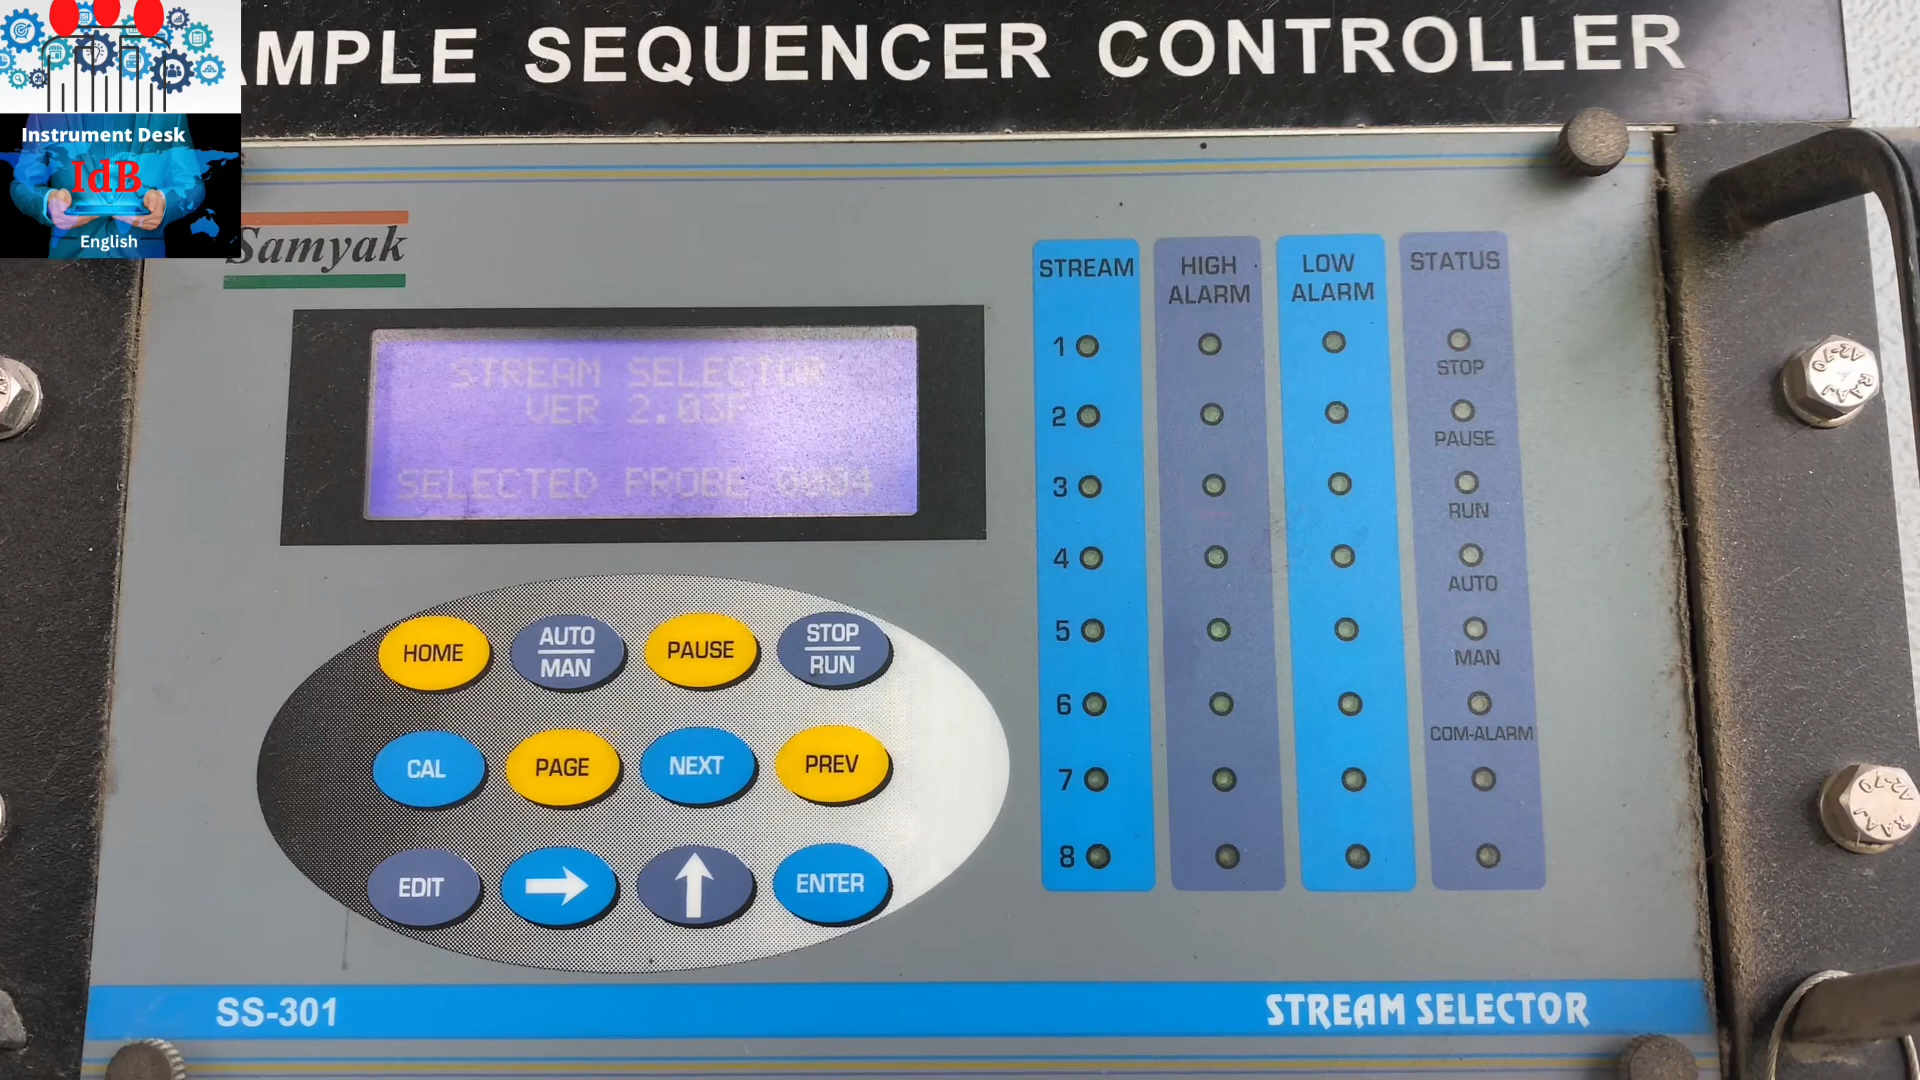 AMPLE SEQUENCER CONTROLLER
Instrument Desk
IdB
English
Samyak
STREAM SELECTOR
VER 2.03F
SELECTED PROBE 0004
HOME
AUTO
MAN
PAUSE
STOP
RUN
CAL
PAGE
NEXT
PREV
EDIT
ENTER
STREAM
1
2
3
4
5
6
7
8
HIGH
ALARM
LOW
ALARM
STATUS
STOP
PAUSE
RUN
AUTO
MAN
COM-ALARM
SS-301
STREAM SELECTOR